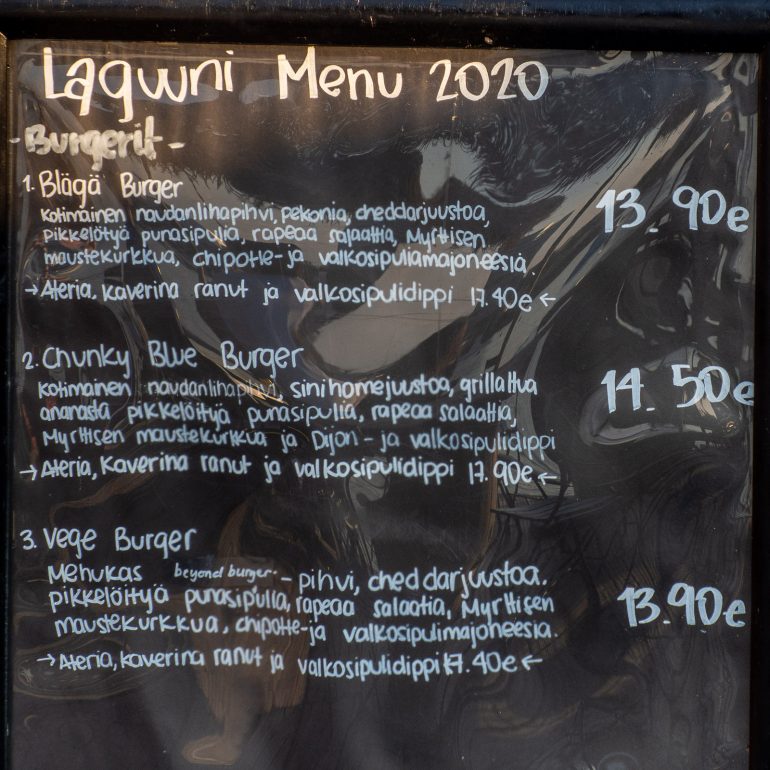 Lagwni Menu 2020
-Burgerit-
1. Blägä Burger
Kotimainen naudanlihapihvi, pekonia, cheddarjuustoa, 13.90e
pikkelötyä punasipulia, rapeaa salaattia, Myrttisen
maustekurkkua, chipotle- ja valkosipulamajoneesia.
→ Ateria, Kaverina ranut ja valkosipulidippi 17.40e ←
2. Chunky Blue Burger
Kotimainen naudanlihapihvi, sinihomejuustoa, grillattua 14.50e
ananasta pikkelöityä punasipulia, rapeaa salaattia,
Myrttisen maustekurkkua ja Dijon- ja valkosipulidippi
→ Ateria, Kaverina ranut ja valkosipulidippi 17.90e ←
3. Vege Burger
Mehukas beyond burger - pihvi, cheddarjuustoa.
pikkelöityä punasipulla, rapeaa salaatia, Myrttisen 13.90e
maustekurkkua, chipotle-ja valkosipulimajoneesia.
→ Ateria, Kaverina ranut ja valkosipulidippi 17.40e ←